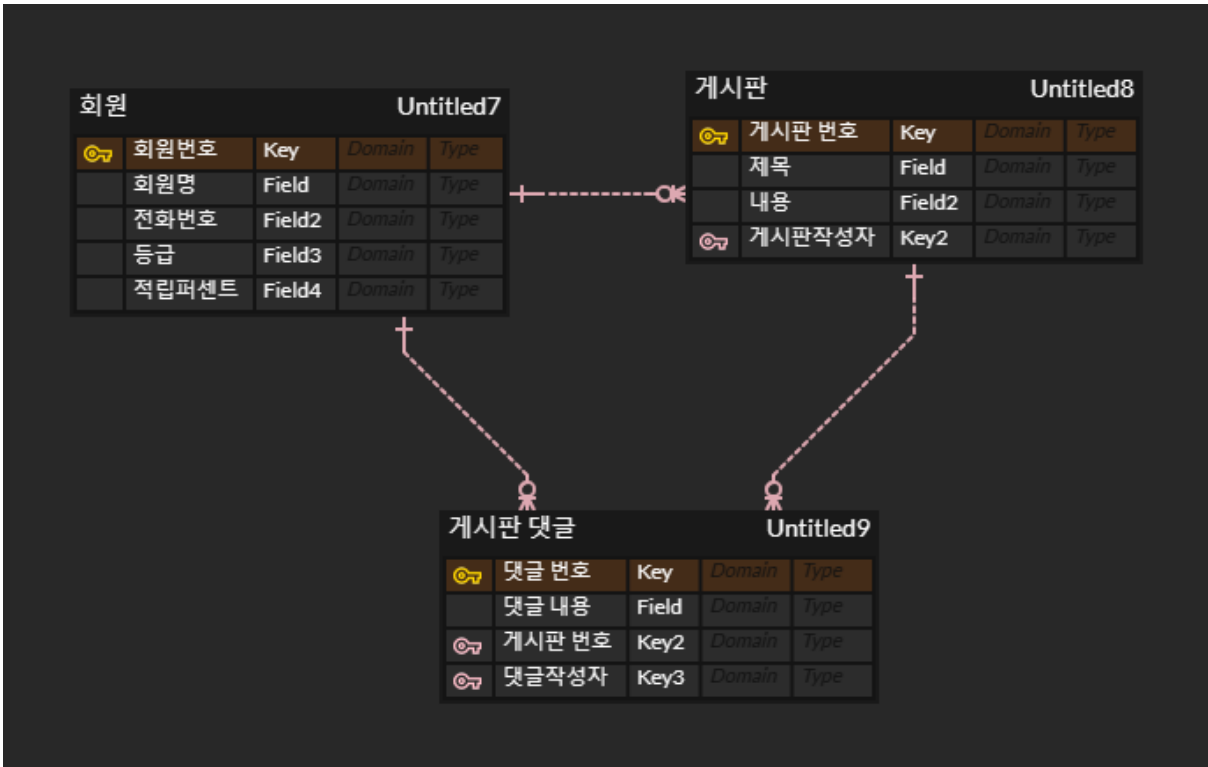 회원 Untitled7
회원번호 Key Domain Type
회원명 Field Domain Type
전화번호 Field2 Domain Type
등급 Field3 Domain Type
적립퍼센트 Field4 Domain Type
게시판 Untitled8
게시판 번호 Key Domain Type
제목 Field Domain Type
내용 Field2 Domain Type
게시판작성자 Key2 Domain Type
게시판 댓글 Untitled9
댓글 번호 Key Domain Type
댓글 내용 Field Domain Type
게시판 번호 Key2 Domain Type
댓글작성자 Key3 Domain Type